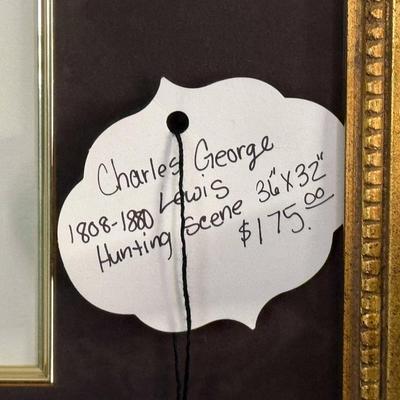 Charles George
1808-1880 Lewis
Hunting Scene 36"X32"
$175.00